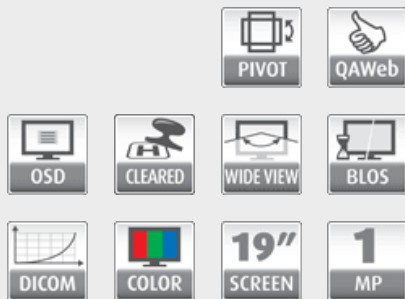 PIVOT QAWeb
OSD CLEARED WIDE VIEW BLOS
19" 1
DICOM COLOR SCREEN MP